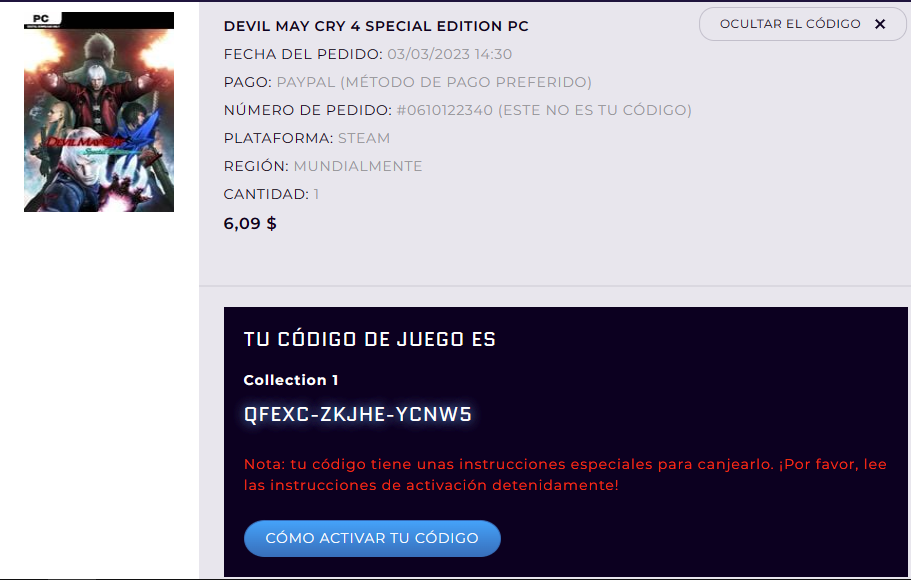 PC
DEVIL MAY CRY 4 SPECIAL EDITION PC
OCULTAR EL CÓDIGO ✕
FECHA DEL PEDIDO: 03/03/2023 14:30
PAGO: PAYPAL (MÉTODO DE PAGO PREFERIDO)
NÚMERO DE PEDIDO: #0610122340 (ESTE NO ES TU CÓDIGO)
PLATAFORMA: STEAM
REGIÓN: MUNDIALMENTE
CANTIDAD: 1
6,09 $
DEVIL MAY CRY 4
Special Edition
TU CÓDIGO DE JUEGO ES
Collection 1
QFEXC-ZKJHE-YCNW5
Nota: tu código tiene unas instrucciones especiales para canjearlo. ¡Por favor, lee
las instrucciones de activación detenidamente!
CÓMO ACTIVAR TU CÓDIGO